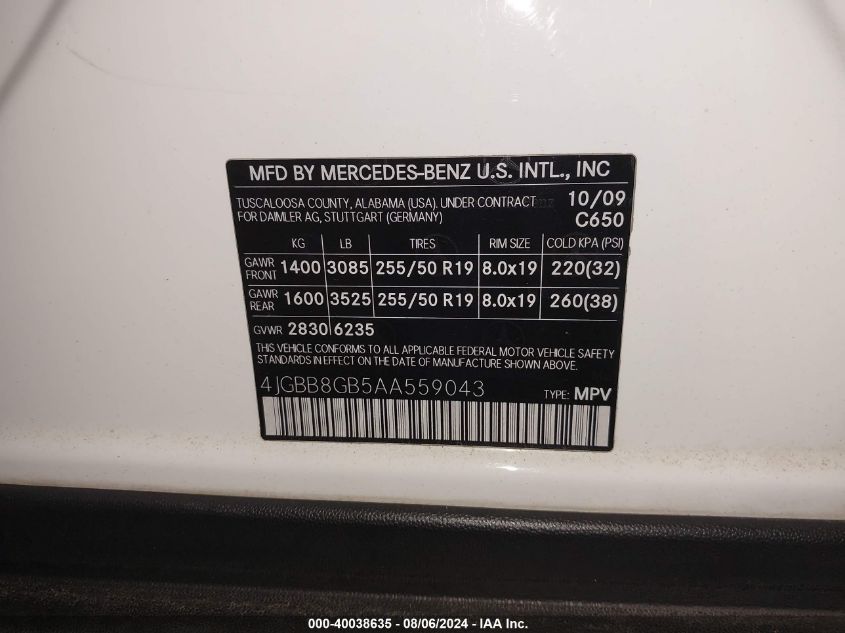 MFD BY MERCEDES-BENZ U.S. INTL., INC
TUSCALOOSA COUNTY, ALABAMA (USA). UNDER CONTRACT 10/09
FOR DAIMLER AG, STUTTGART (GERMANY) C650
KG LB TIRES RIM SIZE COLD KPA (PSI)
GAWR FRONT 1400 3085 255/50 R19 8.0x19 220(32)
GAWR REAR 1600 3525 255/50 R19 8.0x19 260(38)
GVWR 2830 6235
THIS VEHICLE CONFORMS TO ALL APPLICABLE FEDERAL MOTOR VEHICLE SAFETY
STANDARDS IN EFFECT ON THE DATE OF MANUFACTURE SHOWN ABOVE.
4JGBB8GB5AA559043 TYPE: MPV
000-40038635 - 08/06/2024 - IAA Inc.